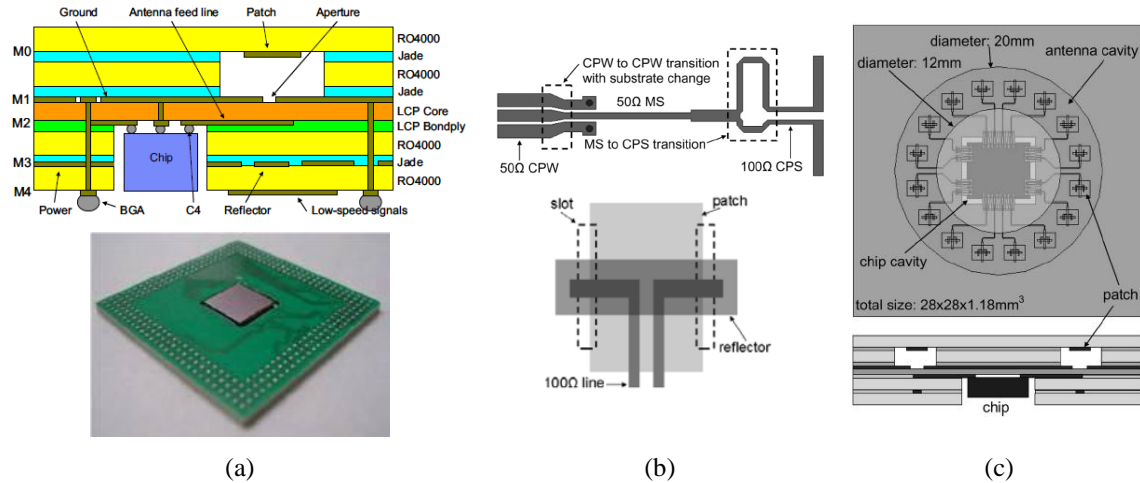 Ground
Antenna feed line
Patch
Aperture
M0
RO4000
Jade
RO4000
Jade
M1
LCP Core
M2
LCP Bondply
Chip
RO4000
M3
Jade
RO4000
M4
Power
BGA
C4
Reflector
Low-speed signals
(a)
CPW to CPW transition
with substrate change
50Ω MS
MS to CPS transition
50Ω CPW
100Ω CPS
slot
patch
reflector
100Ω line
(b)
diameter: 20mm
diameter: 12mm
antenna cavity
chip cavity
patch
total size: 28x28x1.18mm³
chip
(c)